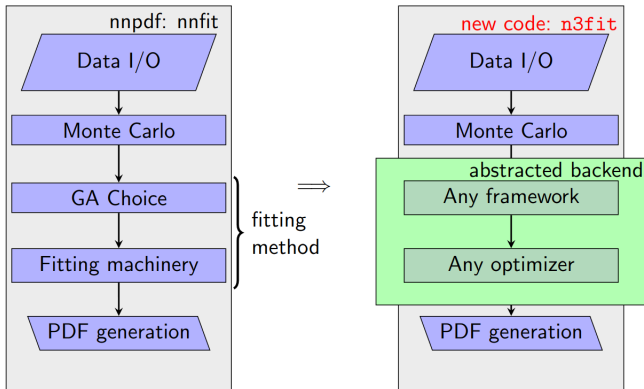 nnpdf: nnfit
Data I/O
Monte Carlo
GA Choice
Fitting machinery
PDF generation
fitting
method
⟹
new code: n3fit
Data I/O
Monte Carlo
abstracted backend
Any framework
Any optimizer
PDF generation